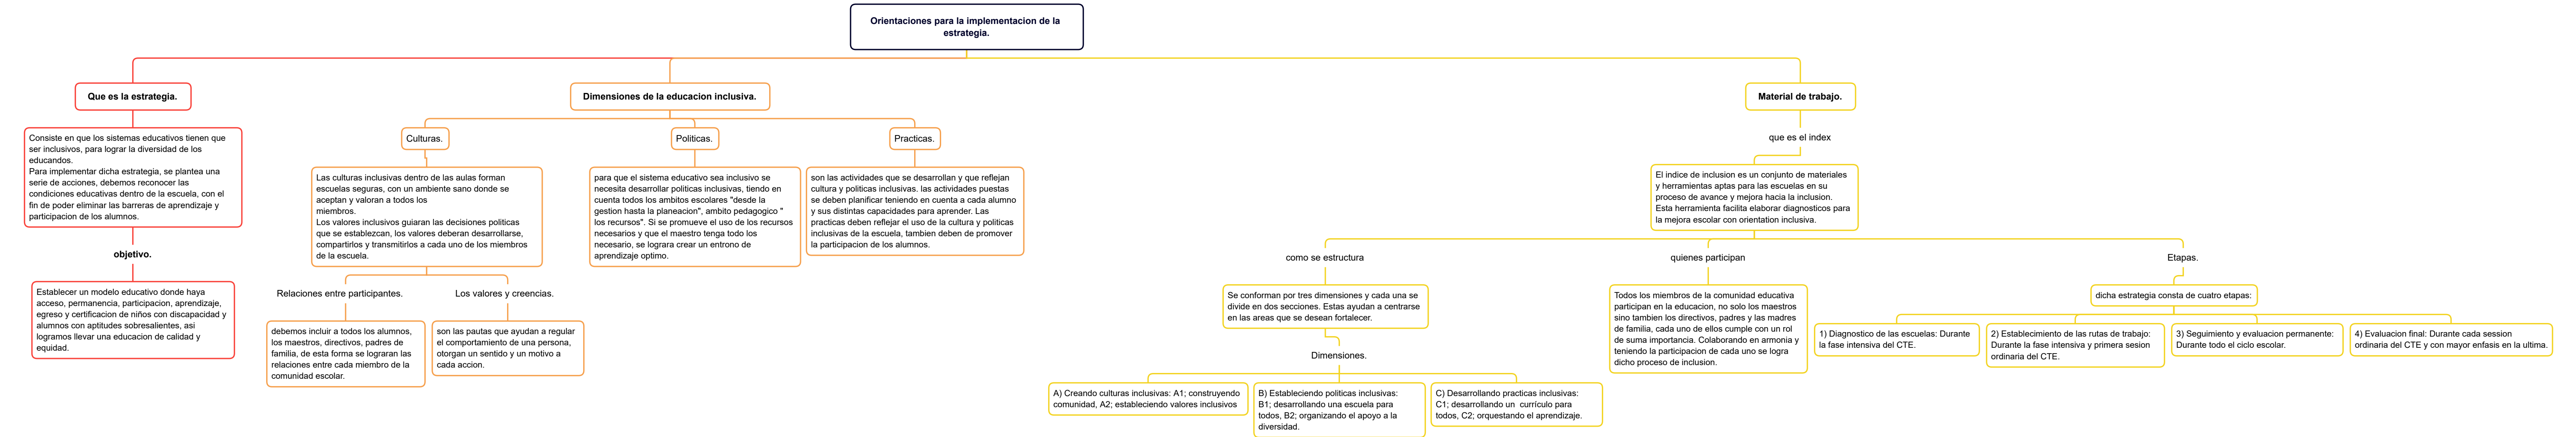 Orientaciones para la implementacion de la
estrategia.
Que es la estrategia.
Consiste en que los sistemas educativos tienen que
ser inclusivos, para lograr la diversidad de los
educandos.
Para implementar dicha estrategia, se plantea una
serie de acciones, debemos reconocer las
condiciones educativas dentro de la escuela, con el
fin de poder eliminar las barreras de aprendizaje y
participacion de los alumnos.
objetivo.
Establecer un modelo educativo donde haya
acceso, permanencia, participacion, aprendizaje,
egreso y certificacion de niños con discapacidad y
alumnos con aptitudes sobresalientes, asi
logramos llevar una educacion de calidad y
equidad.
Dimensiones de la educacion inclusiva.
Culturas.
Las culturas inclusivas dentro de las aulas forman
escuelas seguras, con un ambiente sano donde se
aceptan y valoran a todos los
miembros.
Los valores inclusivos guiaran las decisiones politicas
que se establezcan, los valores deberan desarrollarse,
compartirlos y transmitirlos a cada uno de los miembros
de la escuela.
Relaciones entre participantes.
debemos incluir a todos los alumnos,
los maestros, directivos, padres de
familia, de esta forma se lograran las
relaciones entre cada miembro de la
comunidad escolar.
Los valores y creencias.
son las pautas que ayudan a regular
el comportamiento de una persona,
otorgan un sentido y un motivo a
cada accion.
Politicas.
para que el sistema educativo sea inclusivo se
necesita desarrollar politicas inclusivas, tiendo en
cuenta todos los ambitos escolares "desde la
gestion hasta la planeacion", ambito pedagogico "
los recursos". Si se promueve el uso de los recursos
necesarios y que el maestro tenga todo los
necesario, se lograra crear un entrono de
aprendizaje optimo.
Practicas.
son las actividades que se desarrollan y que reflejan
cultura y politicas inclusivas. las actividades puestas
se deben planificar teniendo en cuenta a cada alumno
y sus distintas capacidades para aprender. Las
practicas deben reflejar el uso de la cultura y politicas
inclusivas de la escuela, tambien deben de promover
la participacion de los alumnos.
Material de trabajo.
que es el index
El indice de inclusion es un conjunto de materiales
y herramientas aptas para las escuelas en su
proceso de avance y mejora hacia la inclusion.
Esta herramienta facilita elaborar diagnosticos para
la mejora escolar con orientation inclusiva.
como se estructura
Se conforman por tres dimensiones y cada una se
divide en dos secciones. Estas ayudan a centrarse
en las areas que se desean fortalecer.
Dimensiones.
A) Creando culturas inclusivas: A1; construyendo
comunidad, A2; estableciendo valores inclusivos
B) Estableciendo politicas inclusivas:
B1; desarrollando una escuela para
todos, B2; organizando el apoyo a la
diversidad.
C) Desarrollando practicas inclusivas:
C1; desarrollando un  currículo para
todos, C2; orquestando el aprendizaje.
quienes participan
Todos los miembros de la comunidad educativa
participan en la educacion, no solo los maestros
sino tambien los directivos, padres y las madres
de familia, cada uno de ellos cumple con un rol
de suma importancia. Colaborando en armonia y
teniendo la participacion de cada uno se logra
dicho proceso de inclusion.
Etapas.
dicha estrategia consta de cuatro etapas:
1) Diagnostico de las escuelas: Durante
la fase intensiva del CTE.
2) Establecimiento de las rutas de trabajo:
Durante la fase intensiva y primera sesion
ordinaria del CTE.
3) Seguimiento y evaluacion permanente:
Durante todo el ciclo escolar.
4) Evaluacion final: Durante cada session
ordinaria del CTE y con mayor enfasis en la ultima.